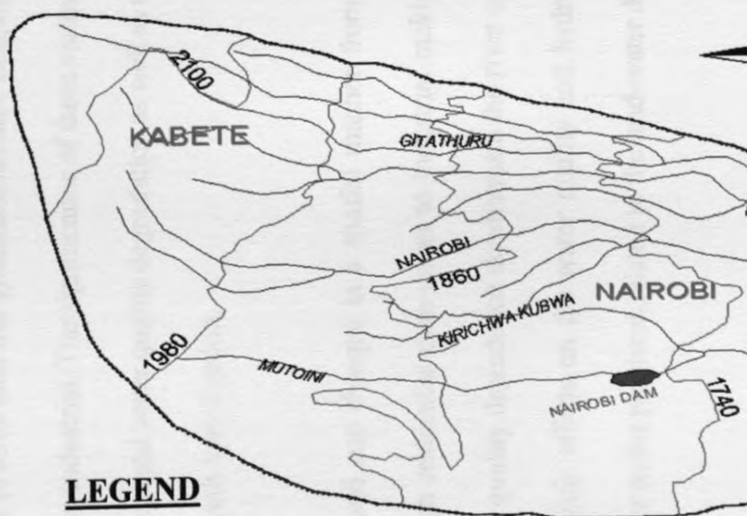 2100
KABETE
GITATHURU
NAIROBI
1860
NAIROBI
KIRICHWA KUBWA
1980
MUTOINI
1740
NAIROBI DAM
LEGEND